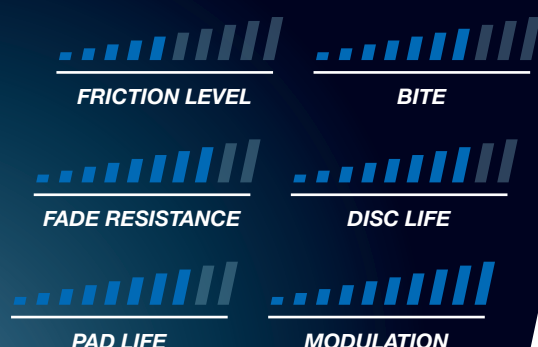 FRICTION LEVEL
BITE
FADE RESISTANCE
DISC LIFE
PAD LIFE
MODULATION